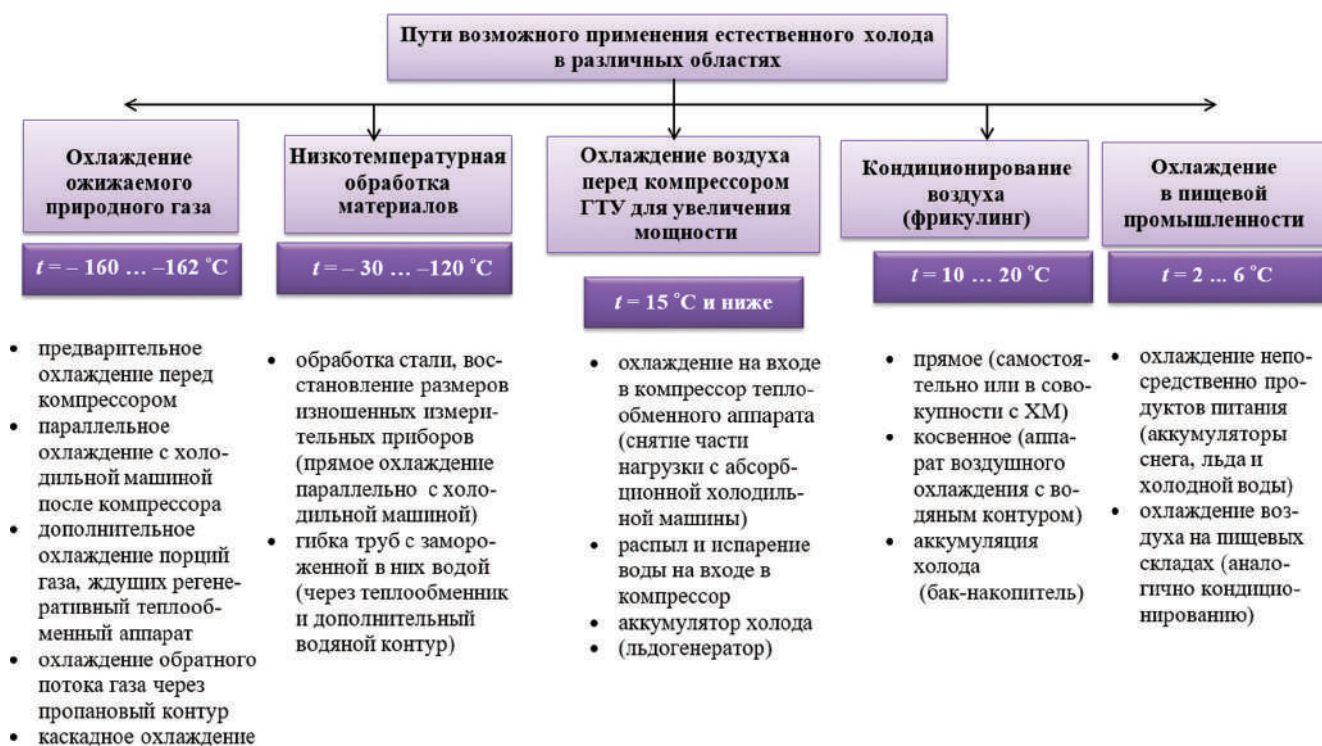 Пути возможного применения естественного холода
в различных областях
Охлаждение
ожижаемого
природного газа
t = – 160 … –162 °C
• предварительное
охлаждение перед
компрессором
• параллельное
охлаждение с холо-
дильной машиной
после компрессора
• дополнительное
охлаждение порций
газа, ждущих регене-
ративный теплооб-
менный аппарат
• охлаждение обратного
потока газа через
пропановый контур
• каскадное охлаждение
Низкотемпературная
обработка
материалов
t = – 30 … –120 °C
• обработка стали, вос-
становление размеров
изношенных измери-
тельных приборов
(прямое охлаждение
параллельно с холо-
дильной машиной)
• гибка труб с заморо-
женной в них водой
(через теплообменник
и дополнительный
водяной контур)
Охлаждение воздуха
перед компрессором
ГТУ для увеличения
мощности
t = 15 °C и ниже
• охлаждение на входе
в компрессор тепло-
обменного аппарата
(снятие части
нагрузки с абсорб-
ционной холодиль-
ной машины)
• распыл и испарение
воды на входе в
компрессор
• аккумулятор холода
• (льдогенератор)
Кондиционирование
воздуха
(фрикулинг)
t = 10 … 20 °C
• прямое (самостоя-
тельно или в сово-
купности с ХМ)
• косвенное (аппа-
рат воздушного
охлаждения с во-
дяным контуром)
• аккумуляция
холода
(бак-накопитель)
Охлаждение
в пищевой
промышленности
t = 2 ... 6 °C
• охлаждение непо-
средственно про-
дуктов питания
(аккумуляторы
снега, льда и
холодной воды)
• охлаждение воз-
духа на пищевых
складах (анало-
гично кондицио-
нированию)